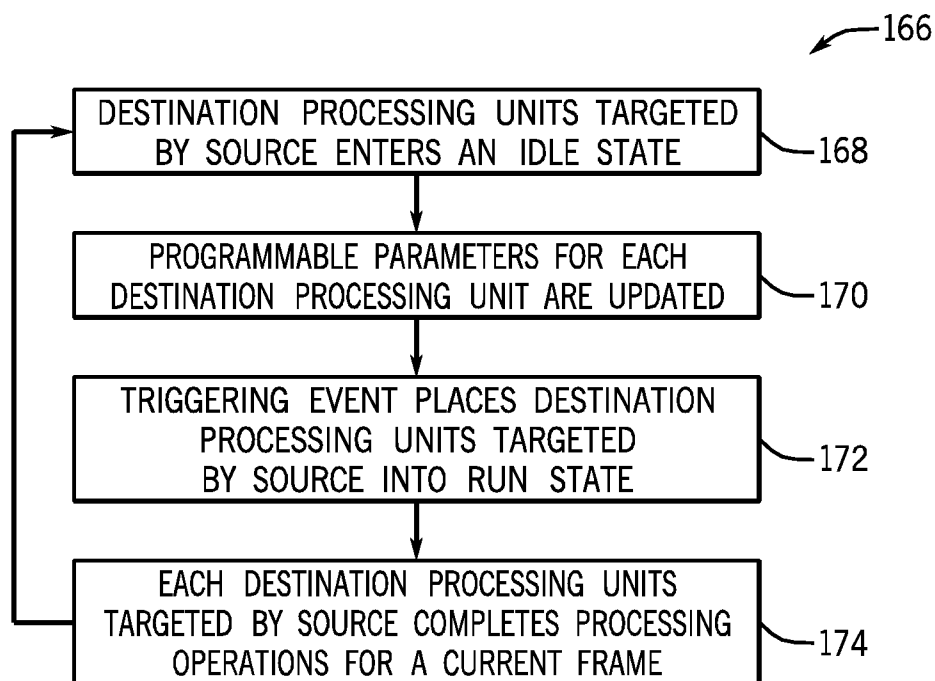 166
DESTINATION PROCESSING UNITS TARGETED
BY SOURCE ENTERS AN IDLE STATE
168
PROGRAMMABLE PARAMETERS FOR EACH
DESTINATION PROCESSING UNIT ARE UPDATED
170
TRIGGERING EVENT PLACES DESTINATION
PROCESSING UNITS TARGETED
BY SOURCE INTO RUN STATE
172
EACH DESTINATION PROCESSING UNITS
TARGETED BY SOURCE COMPLETES PROCESSING
OPERATIONS FOR A CURRENT FRAME
174